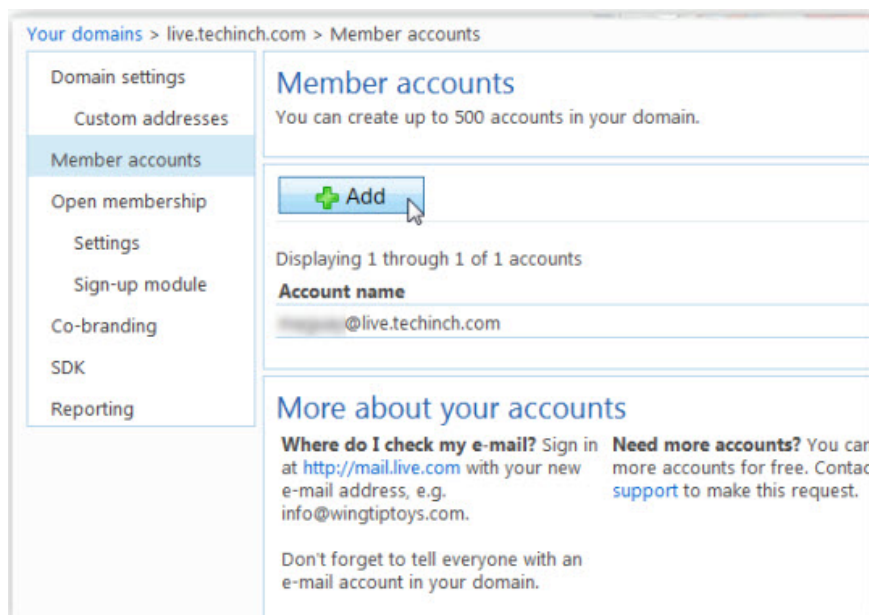 Your domains > live.techinch.com > Member accounts
Domain settings
Custom addresses
Member accounts
Open membership
Settings
Sign-up module
Co-branding
SDK
Reporting
Member accounts
You can create up to 500 accounts in your domain.
Add
Displaying 1 through 1 of 1 accounts
Account name
@live.techinch.com
More about your accounts
Where do I check my e-mail? Sign in
at http://mail.live.com with your new
e-mail address, e.g.
info@wingtiptoys.com.
Don't forget to tell everyone with an
e-mail account in your domain.
Need more accounts? You can
more accounts for free. Contac
support to make this request.